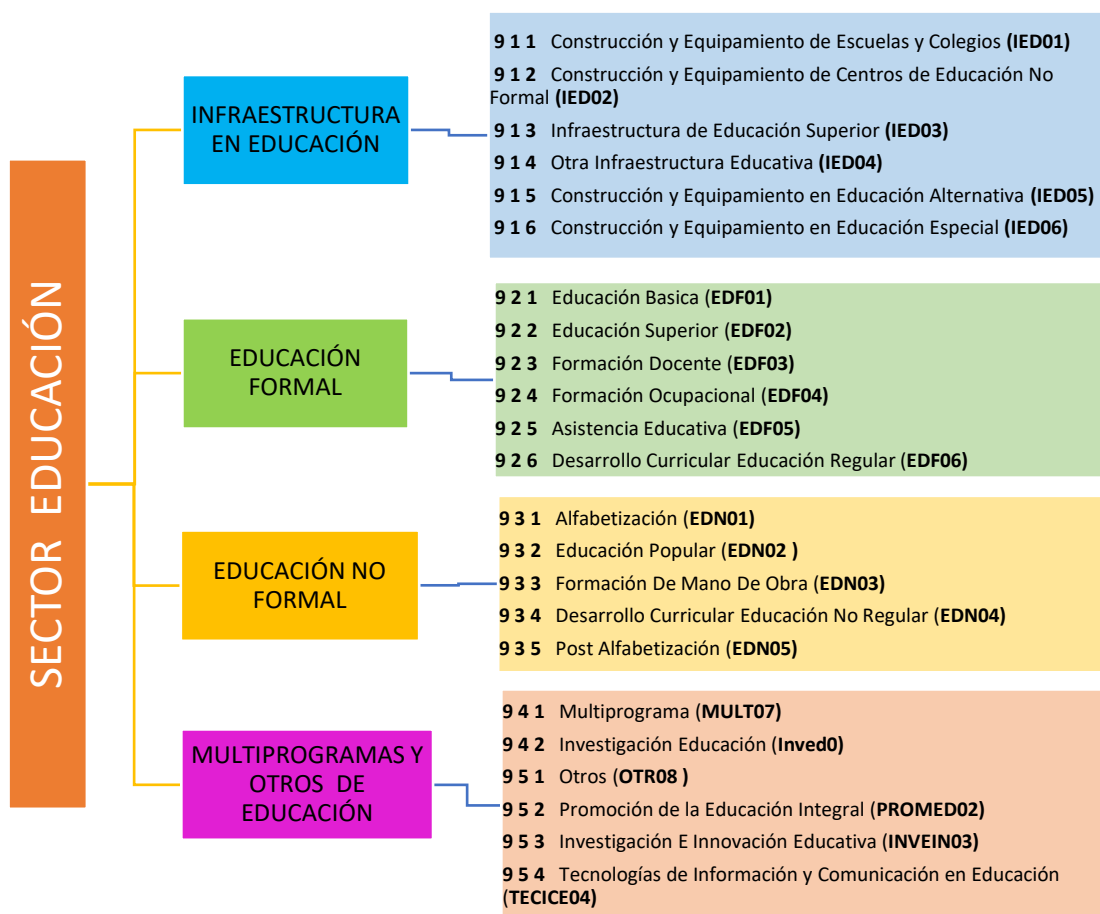 SECTOR EDUCACIÓN
INFRAESTRUCTURA
EN EDUCACIÓN
9 1 1 Construcción y Equipamiento de Escuelas y Colegios (IED01)
9 1 2 Construcción y Equipamiento de Centros de Educación No
Formal (IED02)
9 1 3 Infraestructura de Educación Superior (IED03)
9 1 4 Otra Infraestructura Educativa (IED04)
9 1 5 Construcción y Equipamiento en Educación Alternativa (IED05)
9 1 6 Construcción y Equipamiento en Educación Especial (IED06)
EDUCACIÓN
FORMAL
9 2 1 Educación Basica (EDF01)
9 2 2 Educación Superior (EDF02)
9 2 3 Formación Docente (EDF03)
9 2 4 Formación Ocupacional (EDF04)
9 2 5 Asistencia Educativa (EDF05)
9 2 6 Desarrollo Curricular Educación Regular (EDF06)
EDUCACIÓN NO
FORMAL
9 3 1 Alfabetización (EDN01)
9 3 2 Educación Popular (EDN02 )
9 3 3 Formación De Mano De Obra (EDN03)
9 3 4 Desarrollo Curricular Educación No Regular (EDN04)
9 3 5 Post Alfabetización (EDN05)
MULTIPROGRAMAS Y
OTROS DE
EDUCACIÓN
9 4 1 Multiprograma (MULT07)
9 4 2 Investigación Educación (Inved0)
9 5 1 Otros (OTR08 )
9 5 2 Promoción de la Educación Integral (PROMED02)
9 5 3 Investigación E Innovación Educativa (INVEIN03)
9 5 4 Tecnologías de Información y Comunicación en Educación
(TECICE04)